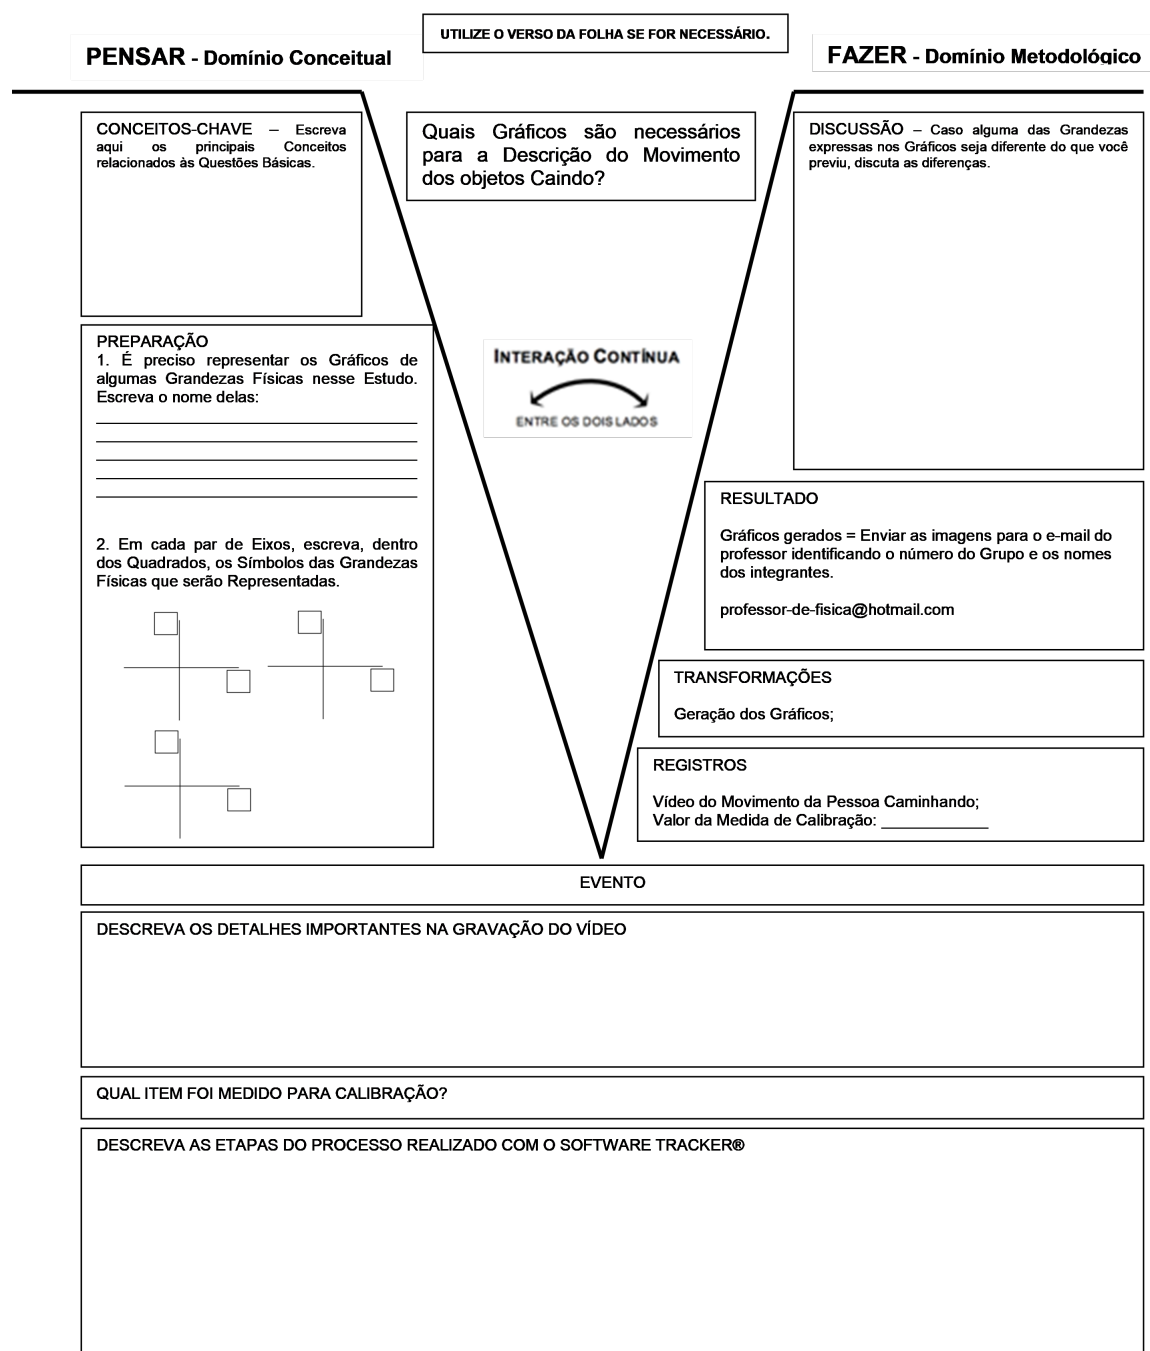 UTILIZE O VERSO DA FOLHA SE FOR NECESSÁRIO.
PENSAR - Domínio Conceitual
FAZER - Domínio Metodológico
CONCEITOS-CHAVE – Escreva
aqui os principais Conceitos
relacionados às Questões Básicas.
Quais Gráficos são necessários
para a Descrição do Movimento
dos objetos Caindo?
DISCUSSÃO – Caso alguma das Grandezas
expressas nos Gráficos seja diferente do que você
previu, discuta as diferenças.
PREPARAÇÃO
1. É preciso representar os Gráficos de
algumas Grandezas Físicas nesse Estudo.
Escreva o nome delas:
INTERAÇÃO CONTÍNUA
ENTRE OS DOIS LADOS
2. Em cada par de Eixos, escreva, dentro
dos Quadrados, os Símbolos das Grandezas
Físicas que serão Representadas.
RESULTADO
Gráficos gerados = Enviar as imagens para o e-mail do
professor identificando o número do Grupo e os nomes
dos integrantes.
professor-de-fisica@hotmail.com
TRANSFORMAÇÕES
Geração dos Gráficos;
REGISTROS
Vídeo do Movimento da Pessoa Caminhando;
Valor da Medida de Calibração: _____________
EVENTO
DESCREVA OS DETALHES IMPORTANTES NA GRAVAÇÃO DO VÍDEO
QUAL ITEM FOI MEDIDO PARA CALIBRAÇÃO?
DESCREVA AS ETAPAS DO PROCESSO REALIZADO COM O SOFTWARE TRACKER®